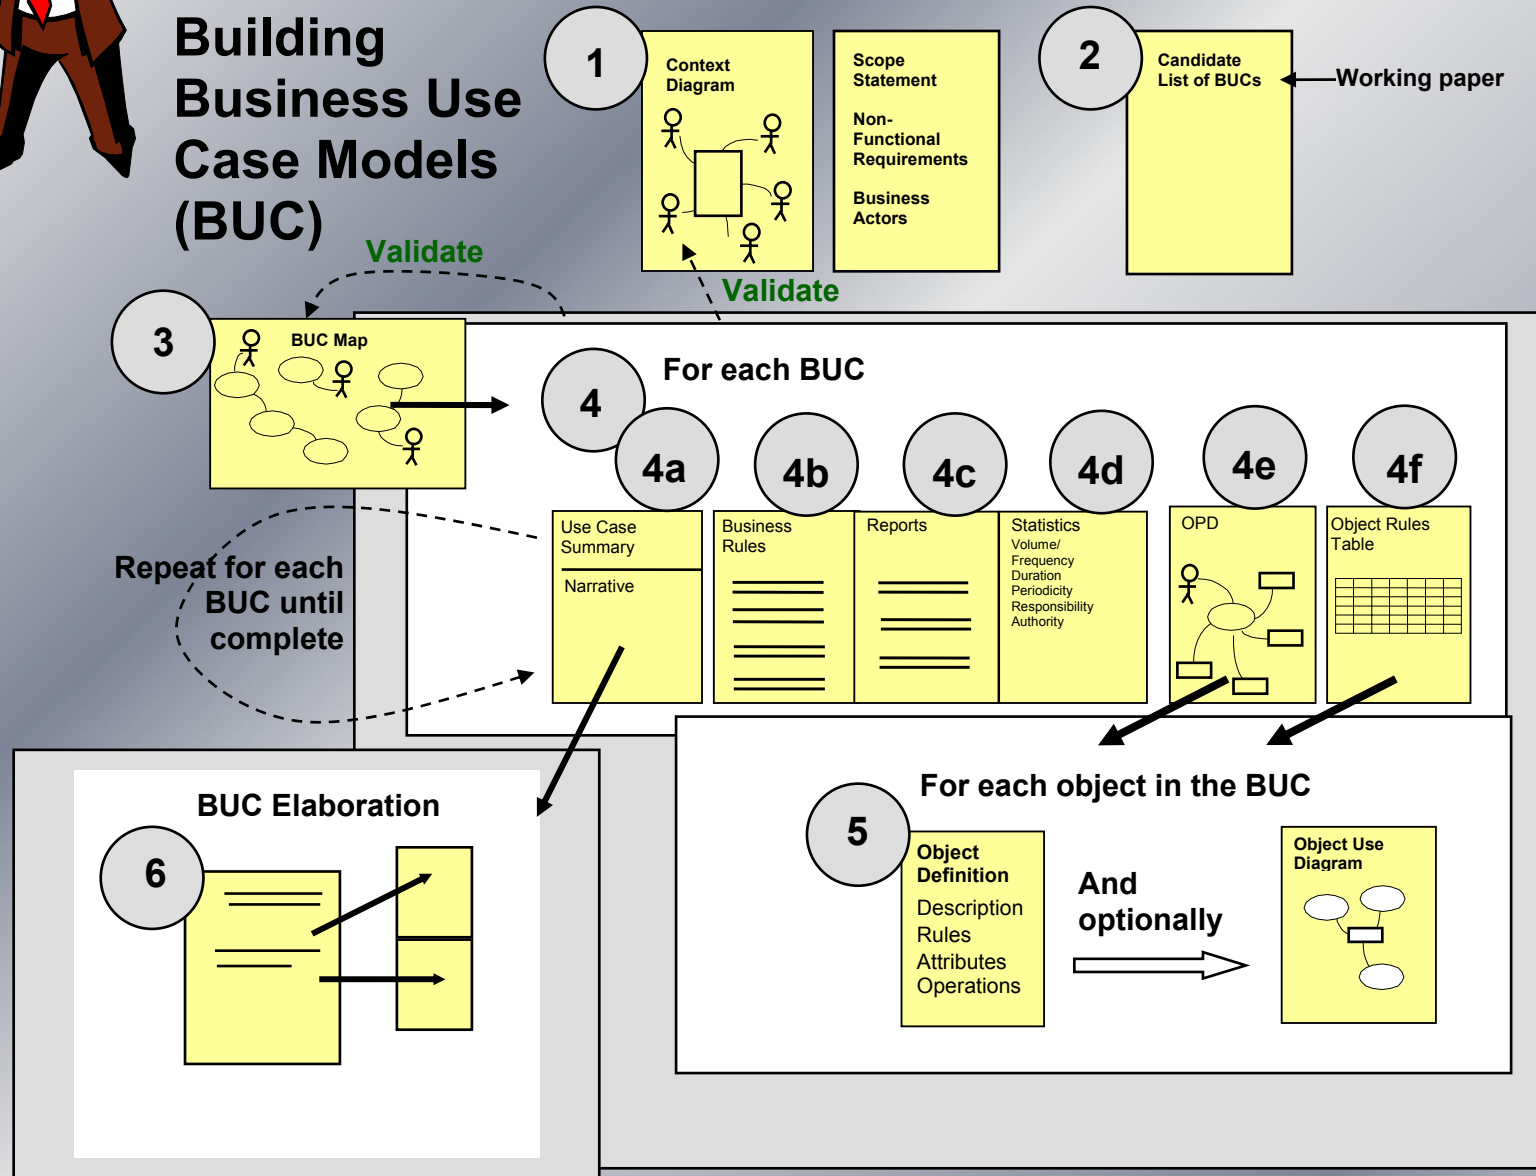 Building
Business Use
Case Models
(BUC)
1
Context
Diagram
Scope
Statement
Non-
Functional
Requirements
Business
Actors
2
Candidate
List of BUCs
Working paper
Validate
Validate
3
BUC Map
For each BUC
4
4a
4b
4c
4d
4e
4f
Use Case
Summary
Narrative
Business
Rules
Reports
Statistics
Volume/
Frequency
Duration
Periodicity
Responsibility
Authority
OPD
Object Rules
Table
Repeat for each
BUC until
complete
For each object in the BUC
5
Object
Definition
Description
Rules
Attributes
Operations
And
optionally
Object Use
Diagram
BUC Elaboration
6